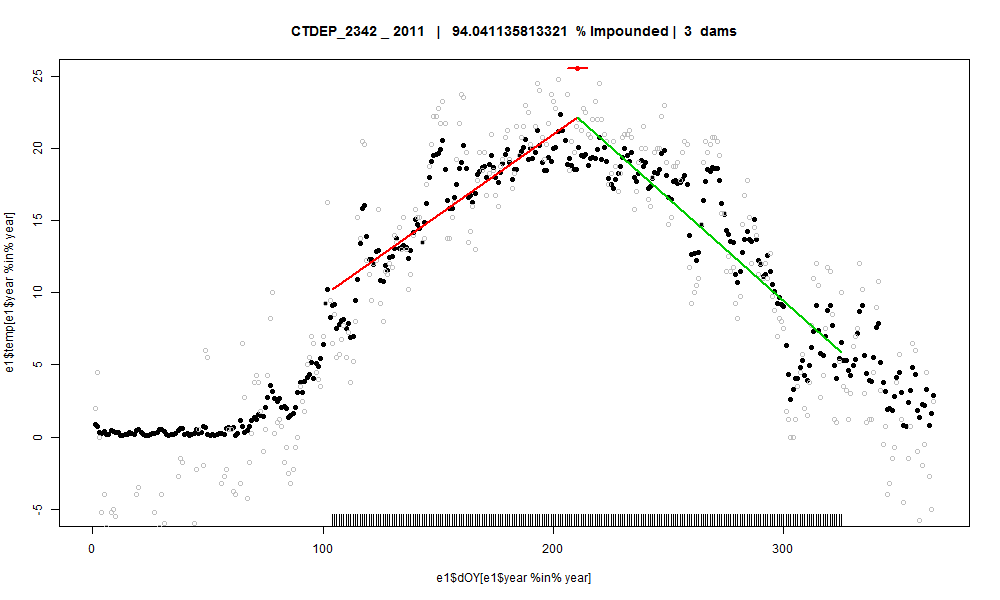 CTDEP_2342 _ 2011 | 94.041135813321 % Impounded | 3 dams
e1$temp[e1$year %in% year]
25
20
15
10
5
0
-5
0 100 200 300
e1$dOY[e1$year %in% year]